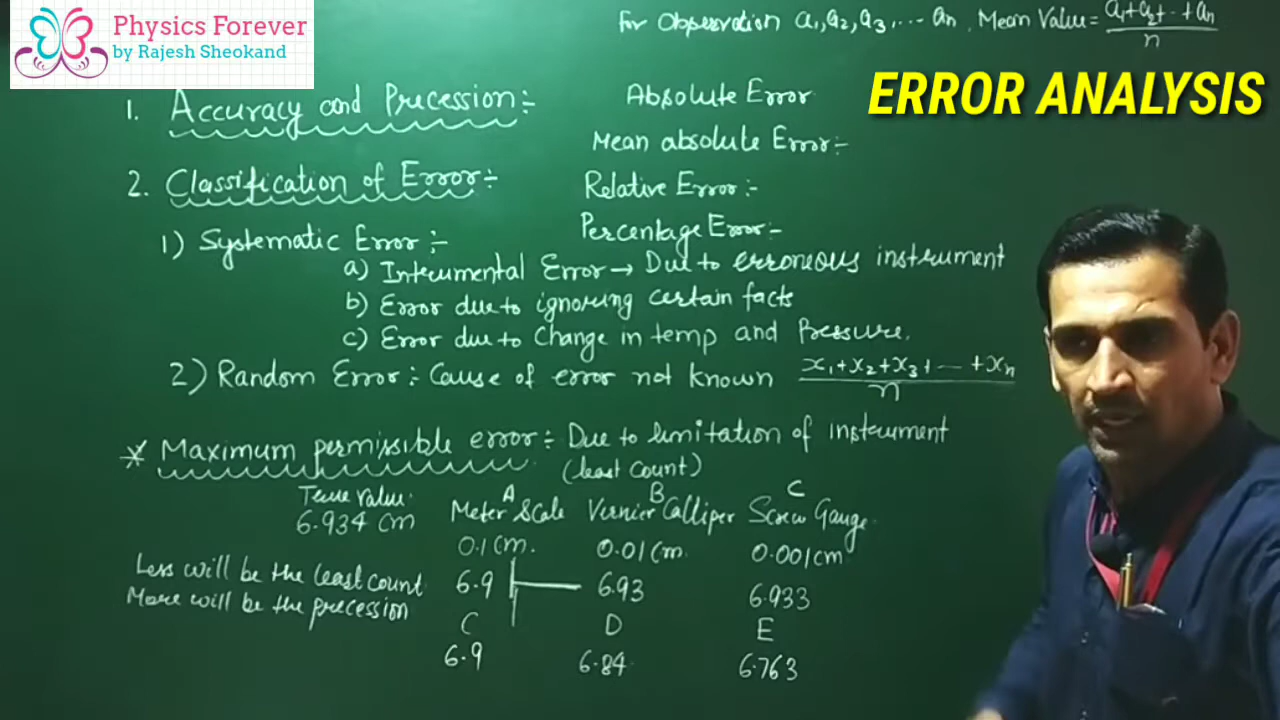 Physics Forever
by Rajesh Sheokand
For Observation a₁, a₂, a₃, .... aₙ, Mean Value = (a₁+a₂+ - - +aₙ)/n
ERROR ANALYSIS
1. Accuracy and Precession :-
Absolute Error
Mean absolute Error :-
2. Classification of Error :-
Relative Error :-
Percentage Error :-
1) Systematic Error :-
a) Intrumental Error → Due to erroneous instrument
b) Error due to ignoring certain facts
c) Error due to Change in temp and Pressure.
2) Random Error :- Cause of error not known (x₁+x₂+x₃+ --- +xₙ)/n
* Maximum permissible error :- Due to limitation of instrument
(least Count)
True Value
6.934 cm
A B C
Meter Scale Vernier Calliper Screw Gauge
0.1 cm. 0.01 cm. 0.001 cm
Less will be the least count
More will be the precession
6.9 6.93 6.933
C D E
6.9 6.84 6.763